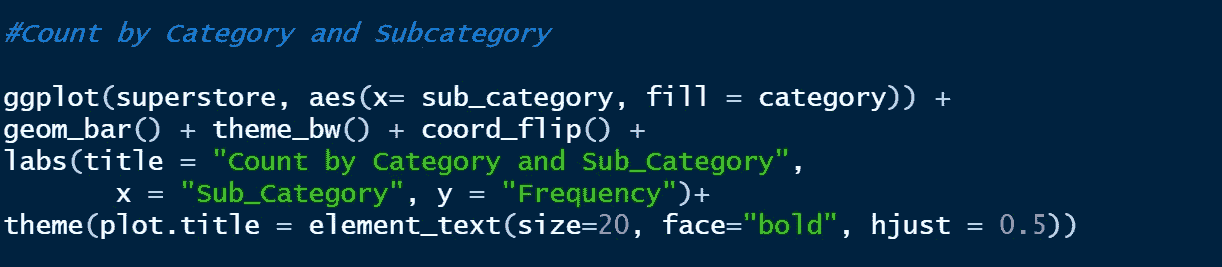 #Count by Category and Subcategory
ggplot(superstore, aes(x= sub_category, fill = category)) +
geom_bar() + theme_bw() + coord_flip() +
labs(title = "Count by Category and Sub_Category",
x = "Sub_Category", y = "Frequency")+
theme(plot.title = element_text(size=20, face="bold", hjust = 0.5))